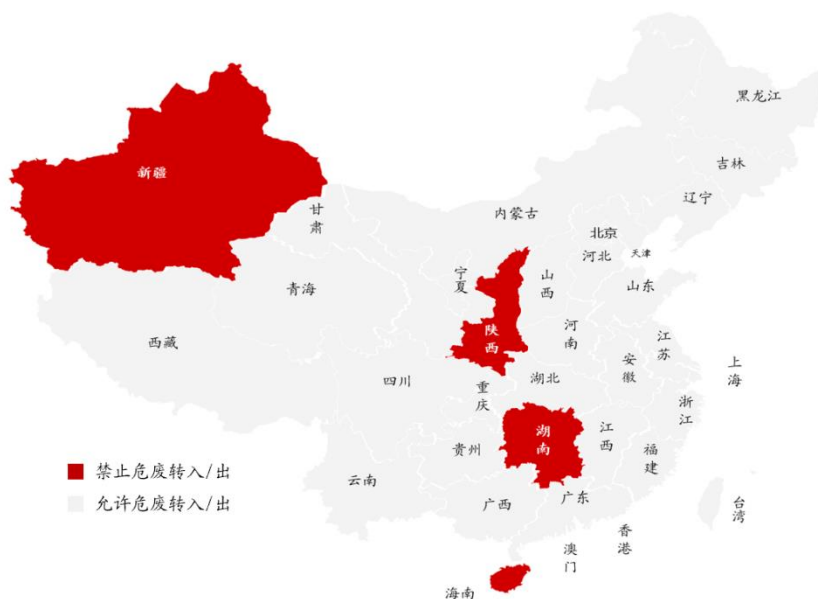 黑龙江
吉林
辽宁
新疆
甘肃
内蒙古
北京
河北
天津
宁夏
山西
山东
青海
陕西
河南
江苏
西藏
安徽
上海
四川
重庆
湖北
浙江
湖南
江西
贵州
福建
禁止危废转入/出
云南
允许危废转入/出
广西
广东
台湾
香港
澳门
海南